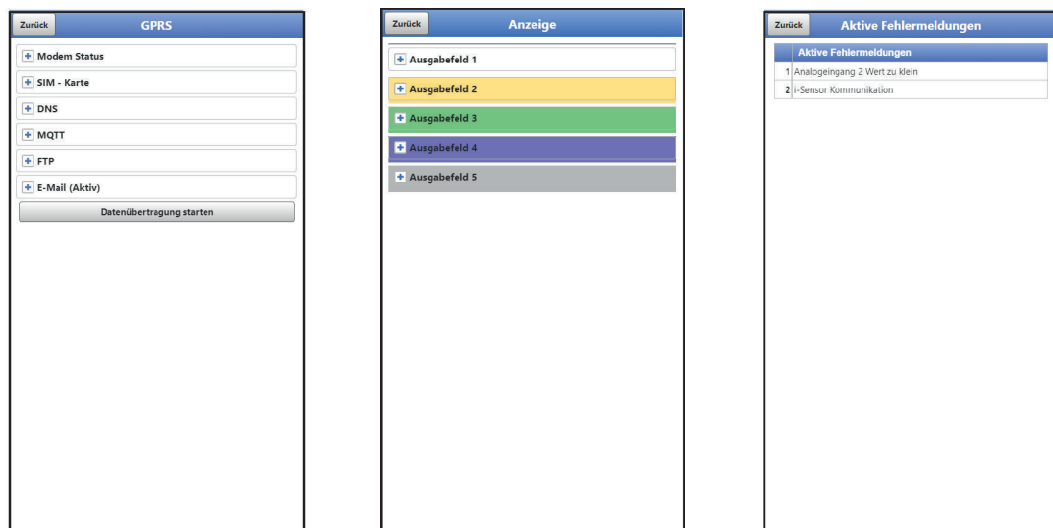 Zurück GPRS
Modem Status
SIM - Karte
DNS
MQTT
FTP
E-Mail (Aktiv)
Datenübertragung starten
Zurück Anzeige
Ausgabefeld 1
Ausgabefeld 2
Ausgabefeld 3
Ausgabefeld 4
Ausgabefeld 5
Zurück Aktive Fehlermeldungen
Aktive Fehlermeldungen
1 Analogeingang 2 Wert zu klein
2 i-Sensor Kommunikation